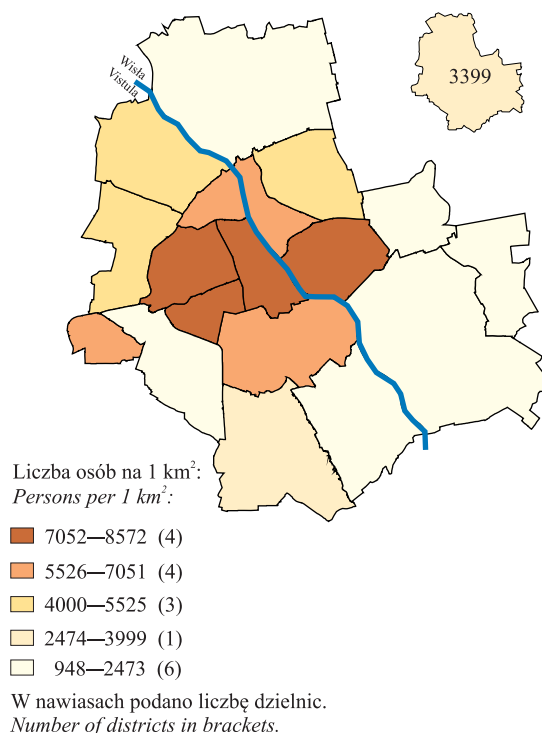 Wisła
Vistula
3399
Liczba osób na 1 km²:
Persons per 1 km²:
7052—8572 (4)
5526—7051 (4)
4000—5525 (3)
2474—3999 (1)
948—2473 (6)
W nawiasach podano liczbę dzielnic.
Number of districts in brackets.